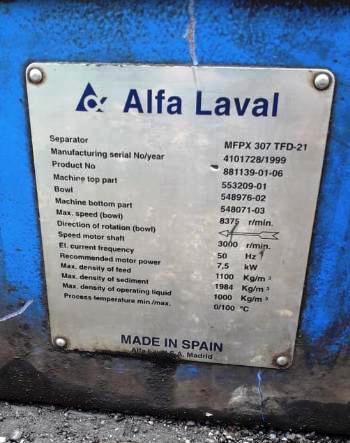 Alfa Laval
Separator MFPX 307 TFD-21
Manufacturing serial No/year 4101728/1999
Product No 881139-01-06
Machine top part 553209-01
Bowl 548976-02
Machine bottom part 548071-03
Max. speed (bowl) 8375 r/min.
Direction of rotation (bowl)
Speed motor shaft 3000 r/min.
El. current frequency 50 Hz
Recommended motor power 7,5 kW
Max. density of feed 1100 Kg/m³
Max. density of sediment 1984 Kg/m³
Max. density of operating liquid 1000 Kg/m³
Process temperature min./max. 0/100 °C
MADE IN SPAIN
Alfa Laval S.A. Madrid